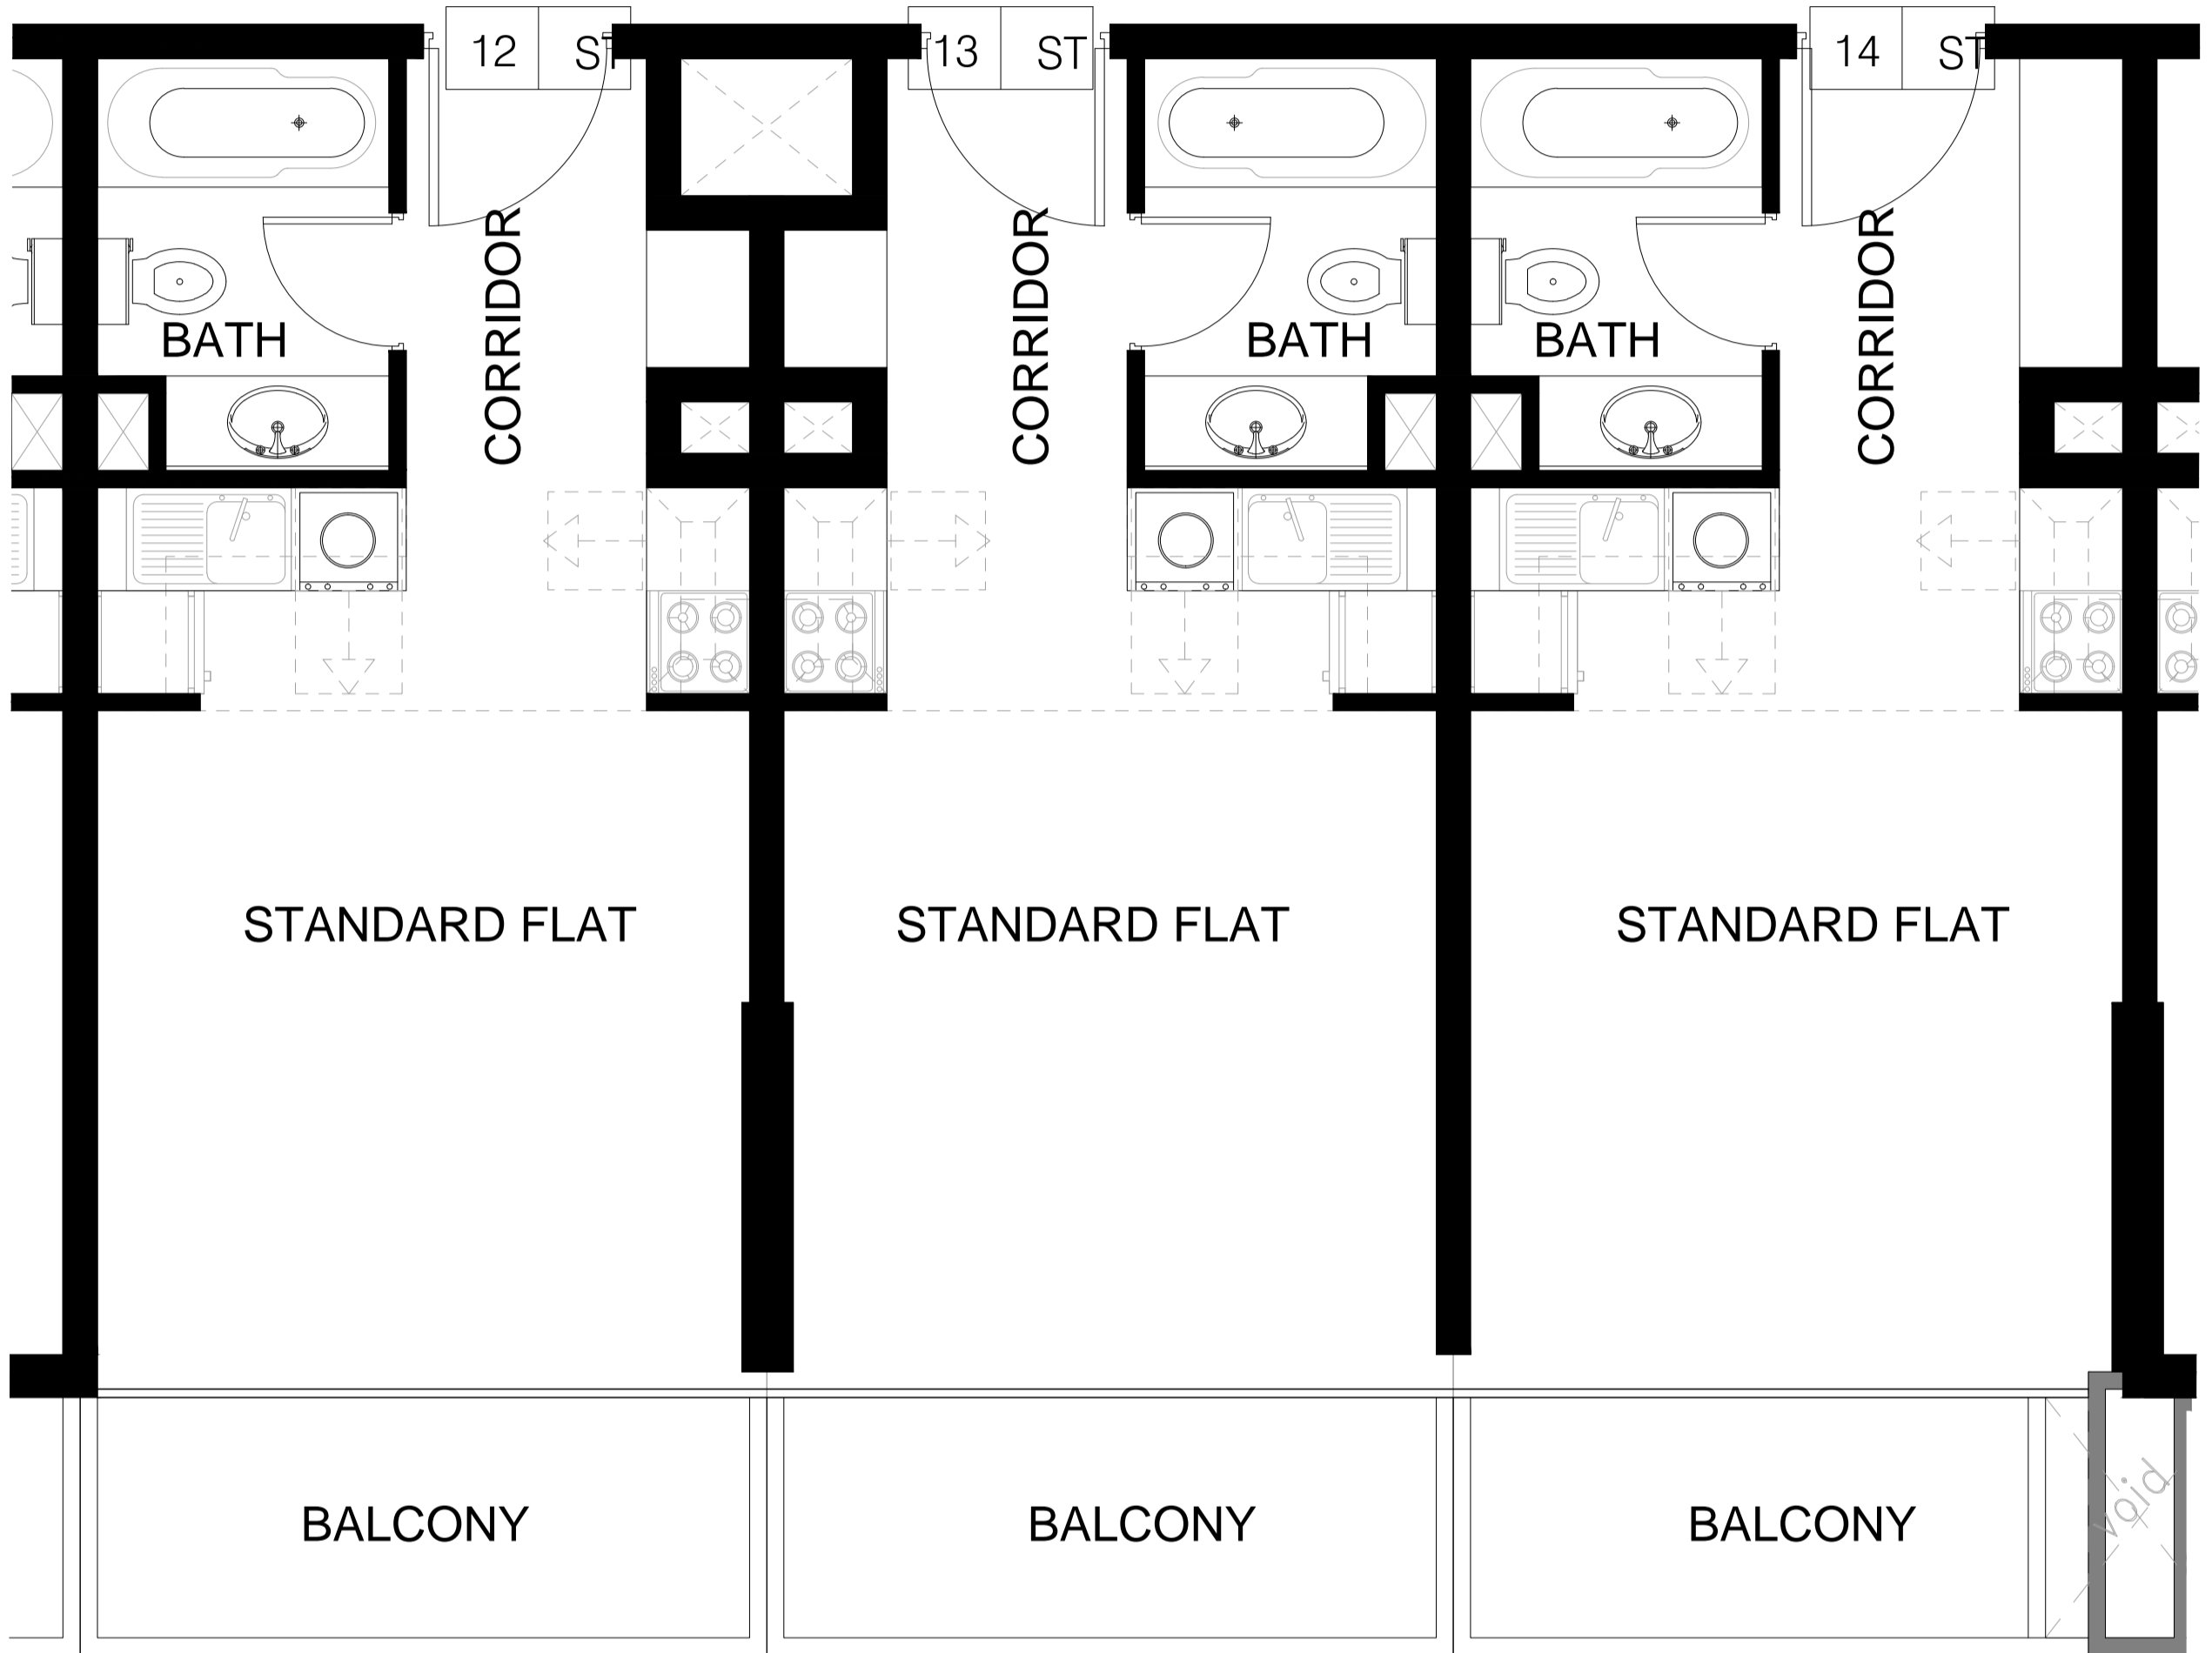 12 ST
13 ST
14 ST
CORRIDOR
CORRIDOR
CORRIDOR
BATH
BATH
BATH
STANDARD FLAT
STANDARD FLAT
STANDARD FLAT
BALCONY
BALCONY
BALCONY
Void